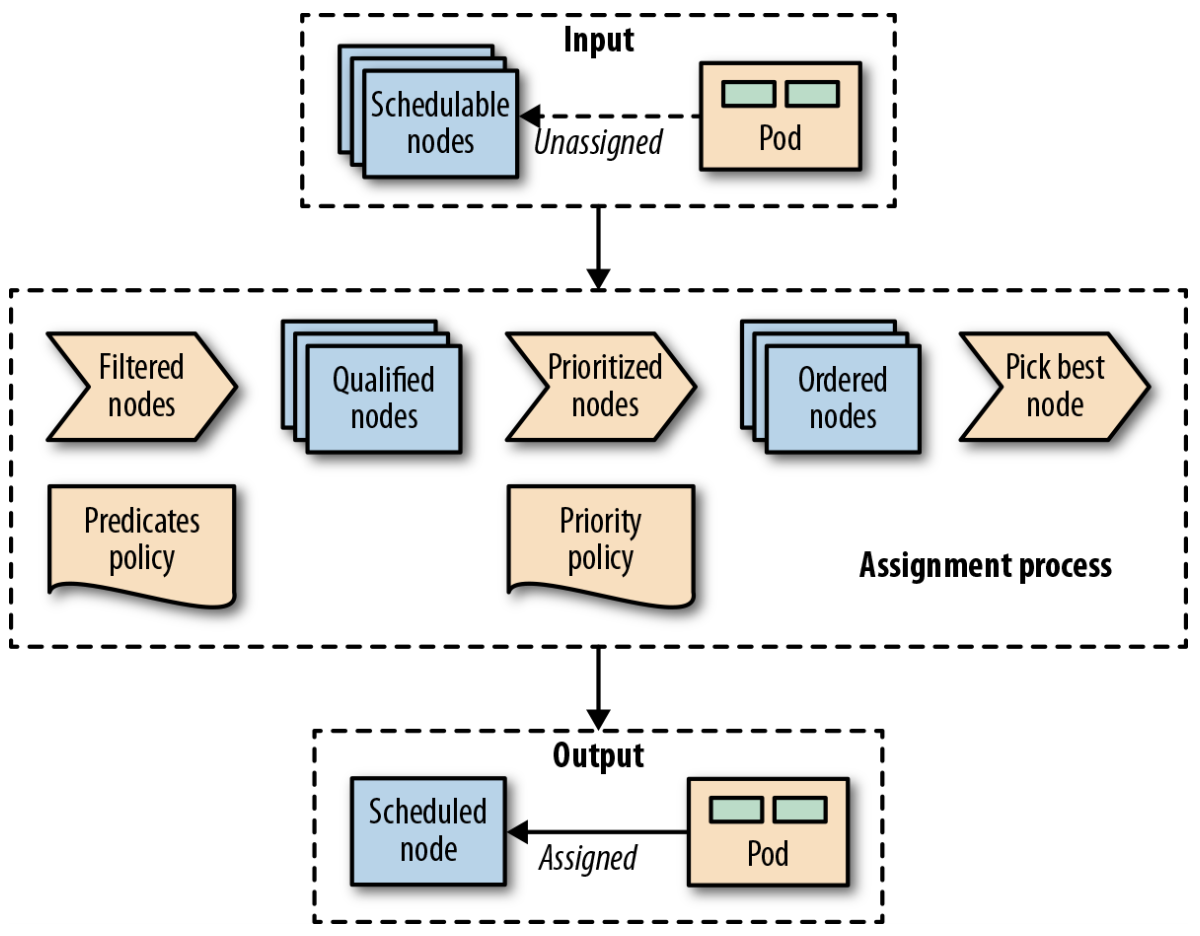 Input
Schedulable
nodes
Unassigned
Pod
Filtered
nodes
Qualified
nodes
Prioritized
nodes
Ordered
nodes
Pick best
node
Predicates
policy
Priority
policy
Assignment process
Output
Scheduled
node
Assigned
Pod